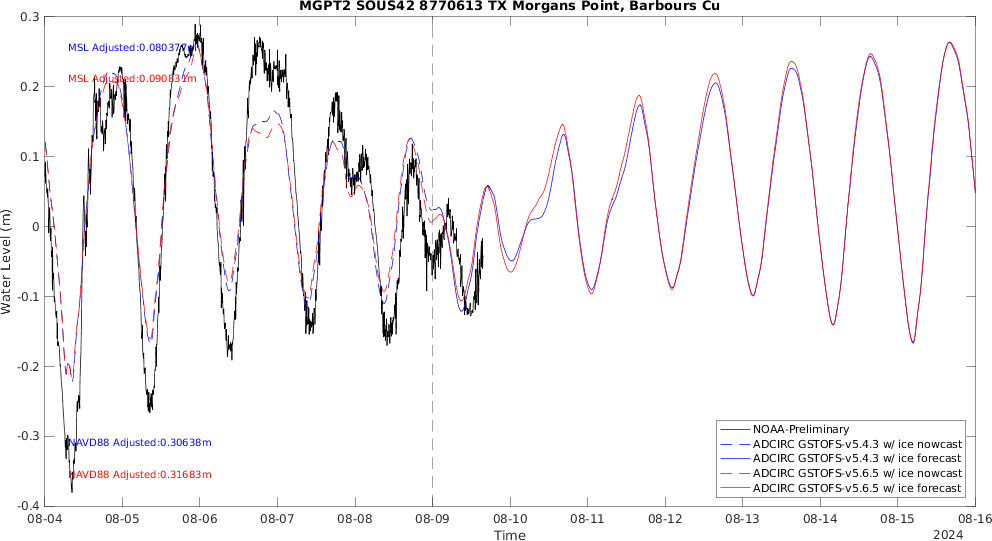 MGPT2 SOUS42 8770613 TX Morgans Point, Barbours Cu
Water Level (m)
0.3
0.2
0.1
0
-0.1
-0.2
-0.3
-0.4
MSL Adjusted:0.080377m
MSL Adjusted:0.090831m
NAVD88 Adjusted:0.30638m
NAVD88 Adjusted:0.31683m
NOAA-Preliminary
ADCIRC GSTOFS-v5.4.3 w/ ice nowcast
ADCIRC GSTOFS-v5.4.3 w/ ice forecast
ADCIRC GSTOFS-v5.6.5 w/ ice nowcast
ADCIRC GSTOFS-v5.6.5 w/ ice forecast
08-04 08-05 08-06 08-07 08-08 08-09 08-10 08-11 08-12 08-13 08-14 08-15 08-16
Time
2024